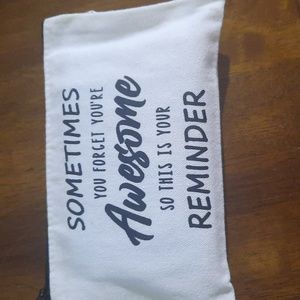 SOMETIMES
YOU FORGET YOU'RE
Awesome
SO THIS IS YOUR
REMINDER